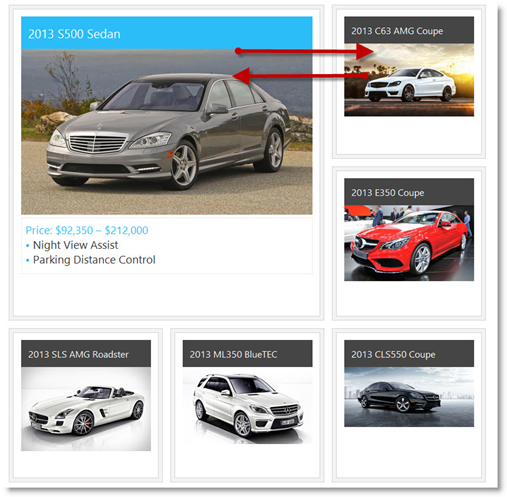 2013 S500 Sedan
Price: $92,350 – $212,000
• Night View Assist
• Parking Distance Control
2013 C63 AMG Coupe
2013 E350 Coupe
2013 SLS AMG Roadster
2013 ML350 BlueTEC
2013 CLS550 Coupe